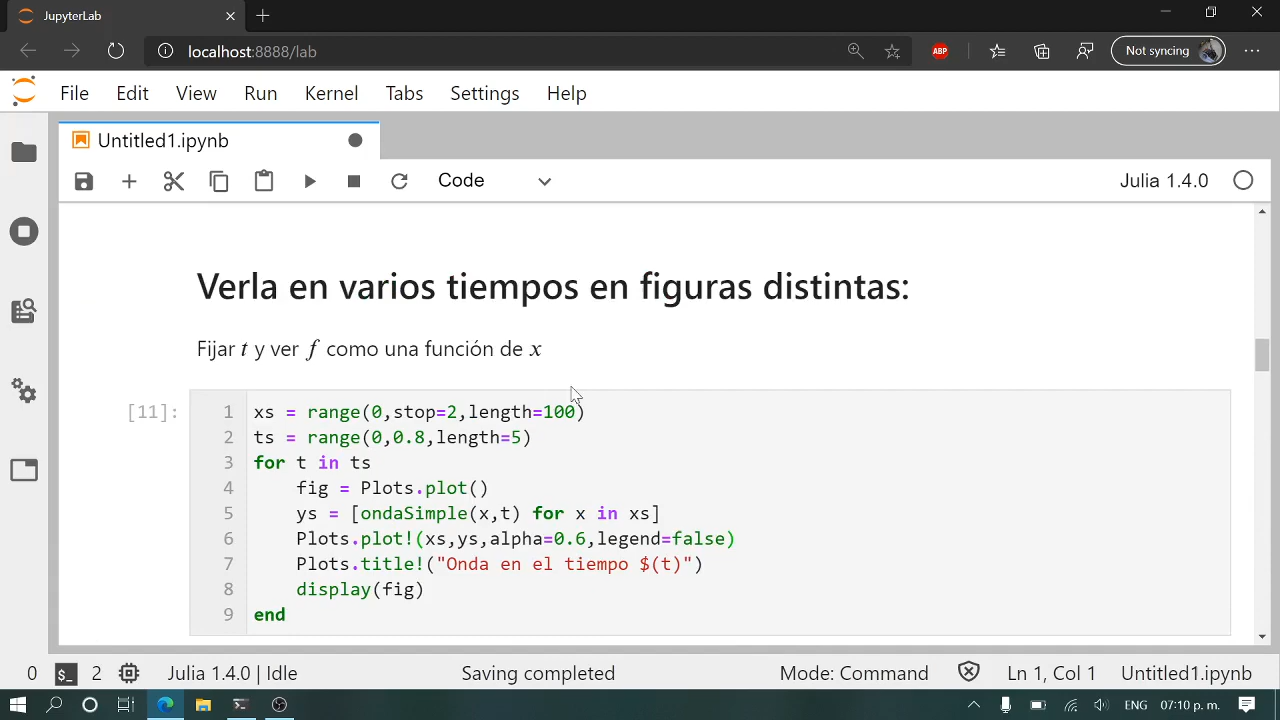 JupyterLab
localhost:8888/lab
ABP
Not syncing
File Edit View Run Kernel Tabs Settings Help
Untitled1.ipynb
Code
Julia 1.4.0
Verla en varios tiempos en figuras distintas:
Fijar t y ver f como una función de x
[11]:
1 xs = range(0,stop=2,length=100)
2 ts = range(0,0.8,length=5)
3 for t in ts
4     fig = Plots.plot()
5     ys = [ondaSimple(x,t) for x in xs]
6     Plots.plot!(xs,ys,alpha=0.6,legend=false)
7     Plots.title!("Onda en el tiempo $(t)")
8     display(fig)
9 end
0 $_ 2 Julia 1.4.0 | Idle Saving completed Mode: Command Ln 1, Col 1 Untitled1.ipynb
ENG 07:10 p. m.